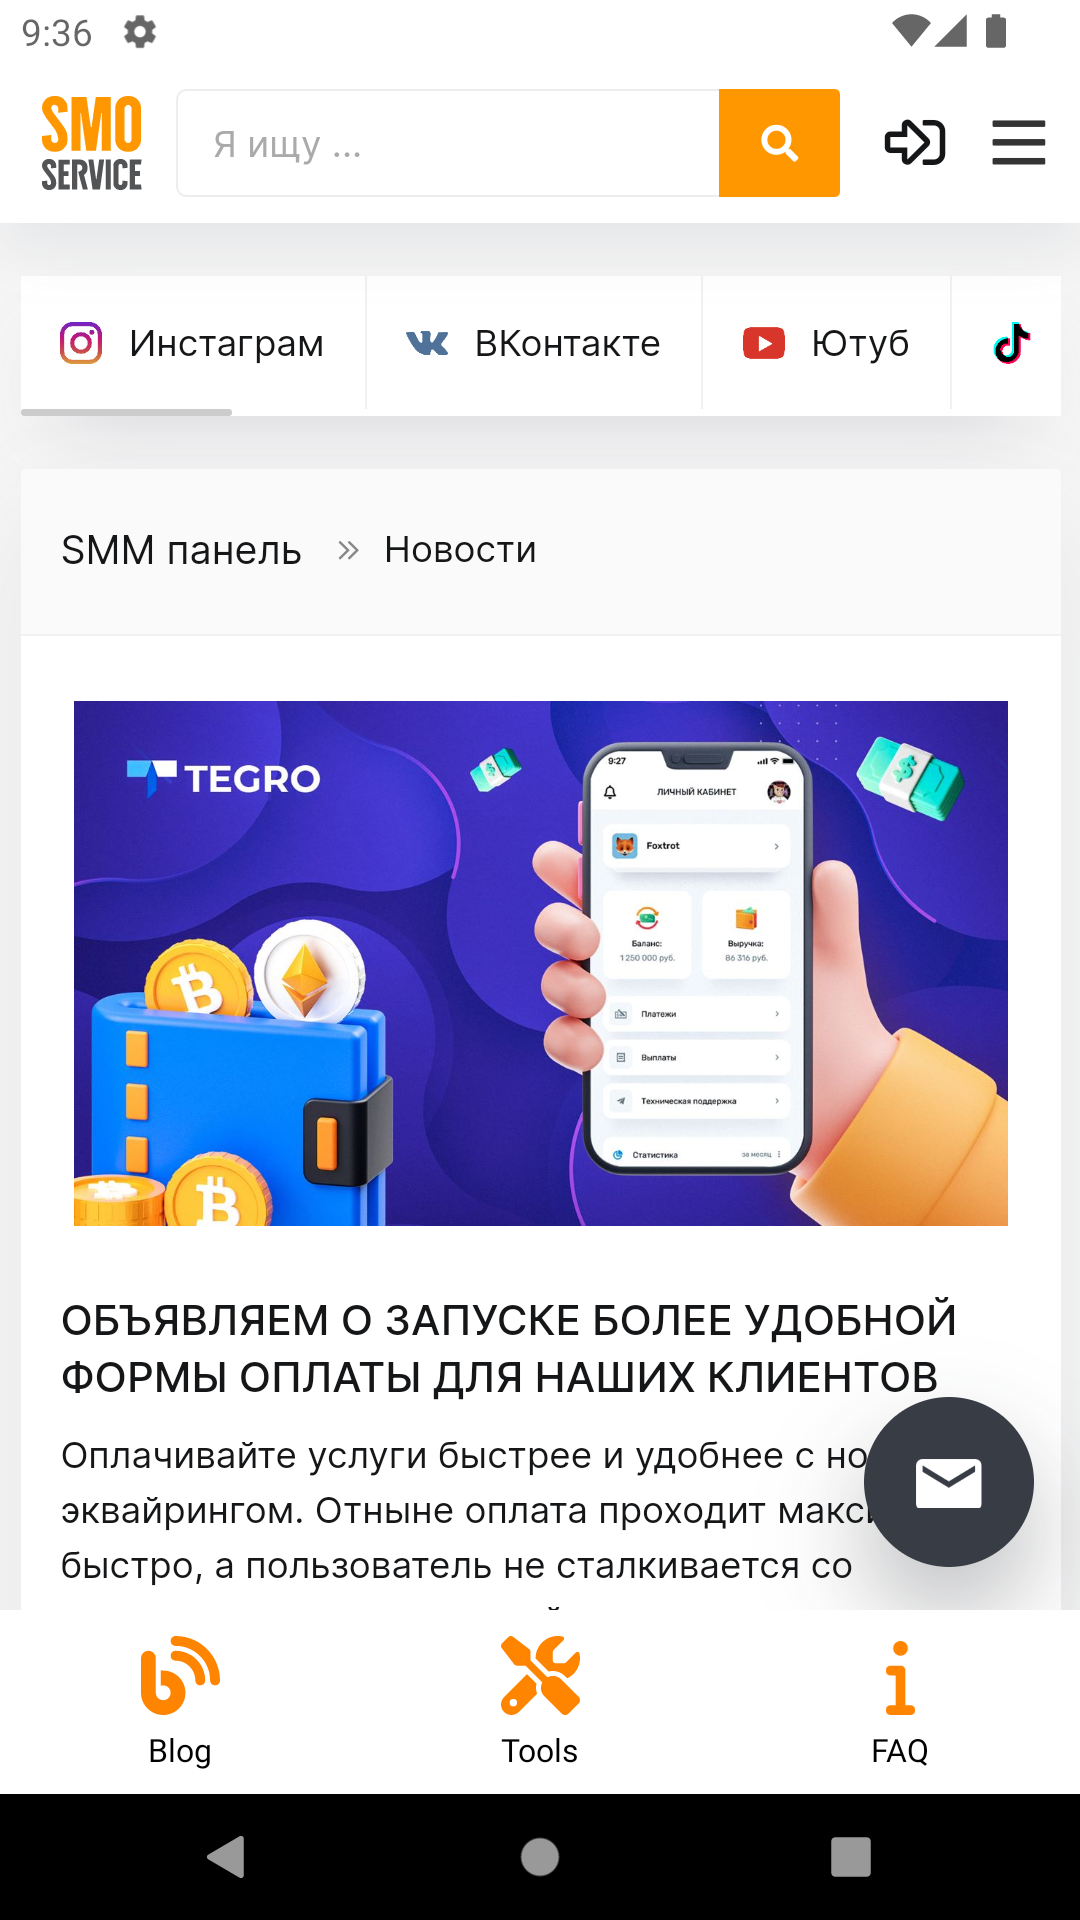 9:36
SMO
SERVICE
Я ищу ...
Инстаграм
ВКонтакте
Ютуб
SMM панель
Новости
TEGRO
9:27
ЛИЧНЫЙ КАБИНЕТ
Foxtrot
Баланс:
1 250 000 руб.
Выручка:
86 316 руб.
Платежи
Выплаты
Техническая поддержка
Статистика
за месяц
ОБЪЯВЛЯЕМ О ЗАПУСКЕ БОЛЕЕ УДОБНОЙ
ФОРМЫ ОПЛАТЫ ДЛЯ НАШИХ КЛИЕНТОВ
Оплачивайте услуги быстрее и удобнее с но
эквайрингом. Отныне оплата проходит макс
быстро, а пользователь не сталкивается со
Blog
Tools
FAQ